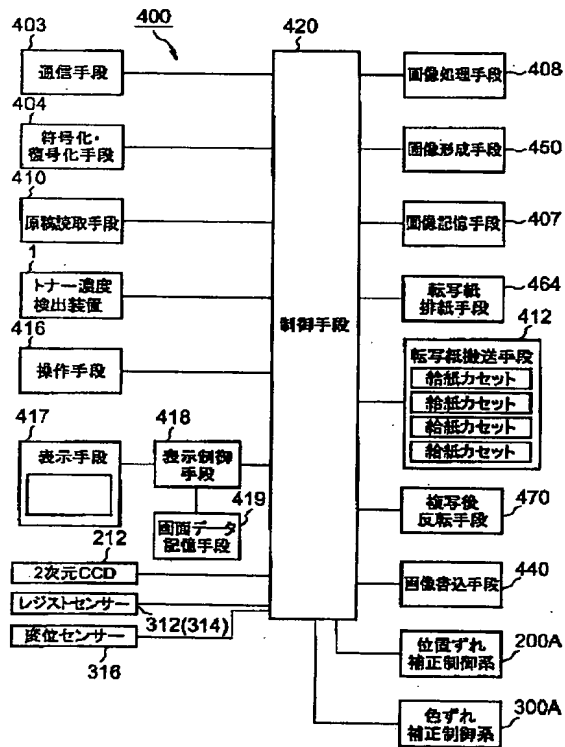 400
403
通信手段
404
符号化・
復号化手段
410
原稿読取手段
1
トナー濃度
検出装置
416
操作手段
417
表示手段
418
表示制御
手段
画面データ
記憶手段
419
212
2次元CCD
レジストセンサー
312(314)
変位センサー
316
420
制御手段
画像処理手段
408
画像形成手段
460
画像記憶手段
407
転写紙
排紙手段
464
412
転写紙搬送手段
給紙カセット
給紙カセット
給紙カセット
給紙カセット
複写後
反転手段
470
画像書込手段
440
位置ずれ
補正制御系
200A
色ずれ
補正制御系
300A